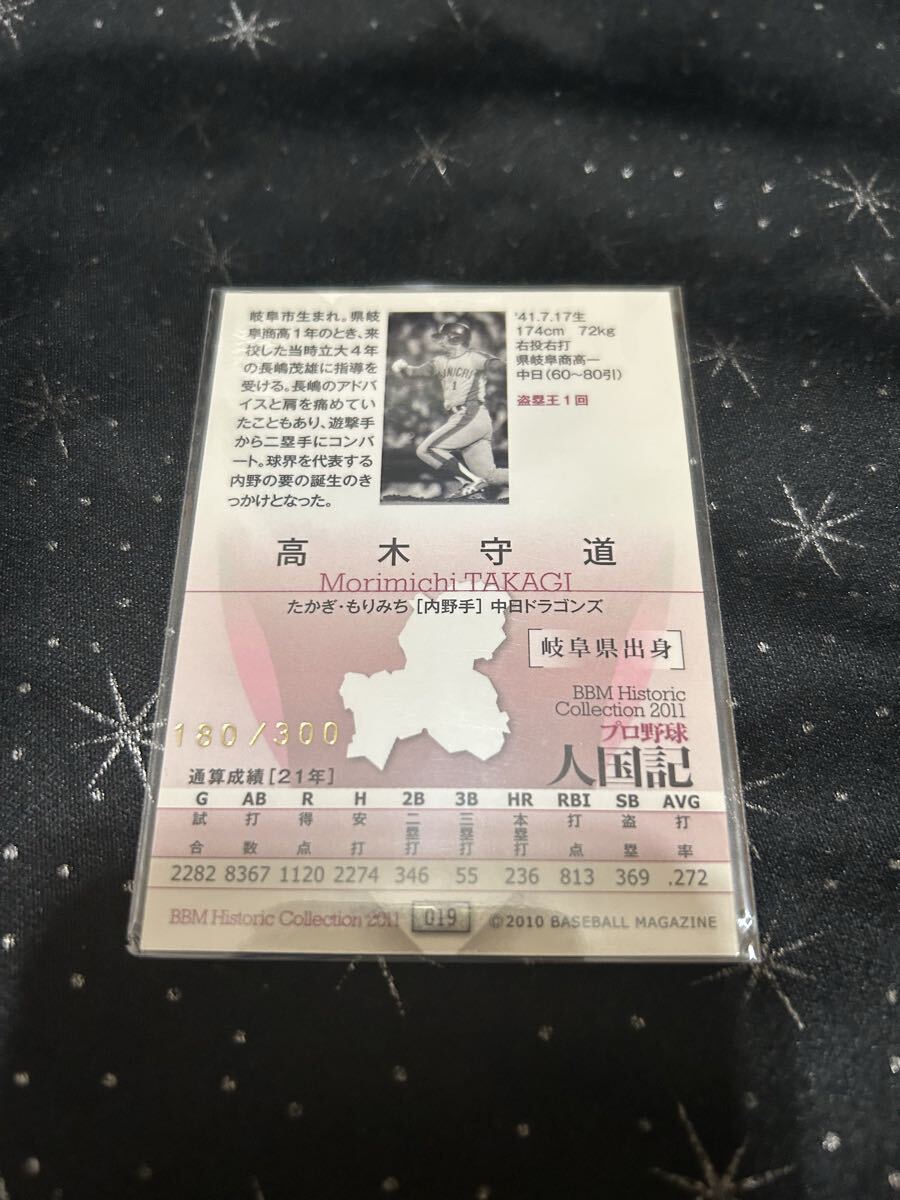 岐阜市生まれ。県岐
阜商高1年のとき、来
校した当時立大4年
の長嶋茂雄に指導を
受ける。長嶋のアドバ
イスと肩を痛めてい
たこともあり、遊撃手
から二塁手にコンバ
ート。球界を代表する
内野の要の誕生のき
っかけとなった。
NICHI
1
'41.7.17生
174cm 72kg
右投右打
県岐阜商高ー
中日(60〜80引)
盗塁王1回
高木守道
Morimichi TAKAGI
たかぎ・もりみち [内野手] 中日ドラゴンズ
[岐阜県出身]
BBM Historic
Collection 2011
プロ野球
人国記
180/300
通算成績[21年]
G AB R H 2B 3B HR RBI SB AVG
試合 打数 得点 安打 二塁打 三塁打 本塁打 打点 盗塁 打率
2282 8367 1120 2274 346 55 236 813 369 .272
BBM Historic Collection 2011 019 ©2010 BASEBALL MAGAZINE